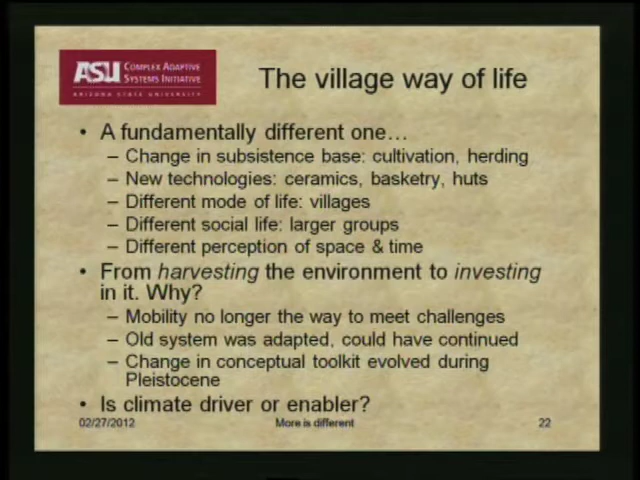 ASU COMPLEX ADAPTIVE
SYSTEMS INITIATIVE
ARIZONA STATE UNIVERSITY
The village way of life
• A fundamentally different one…
– Change in subsistence base: cultivation, herding
– New technologies: ceramics, basketry, huts
– Different mode of life: villages
– Different social life: larger groups
– Different perception of space & time
• From harvesting the environment to investing
in it. Why?
– Mobility no longer the way to meet challenges
– Old system was adapted, could have continued
– Change in conceptual toolkit evolved during
Pleistocene
• Is climate driver or enabler?
02/27/2012 More is different 22